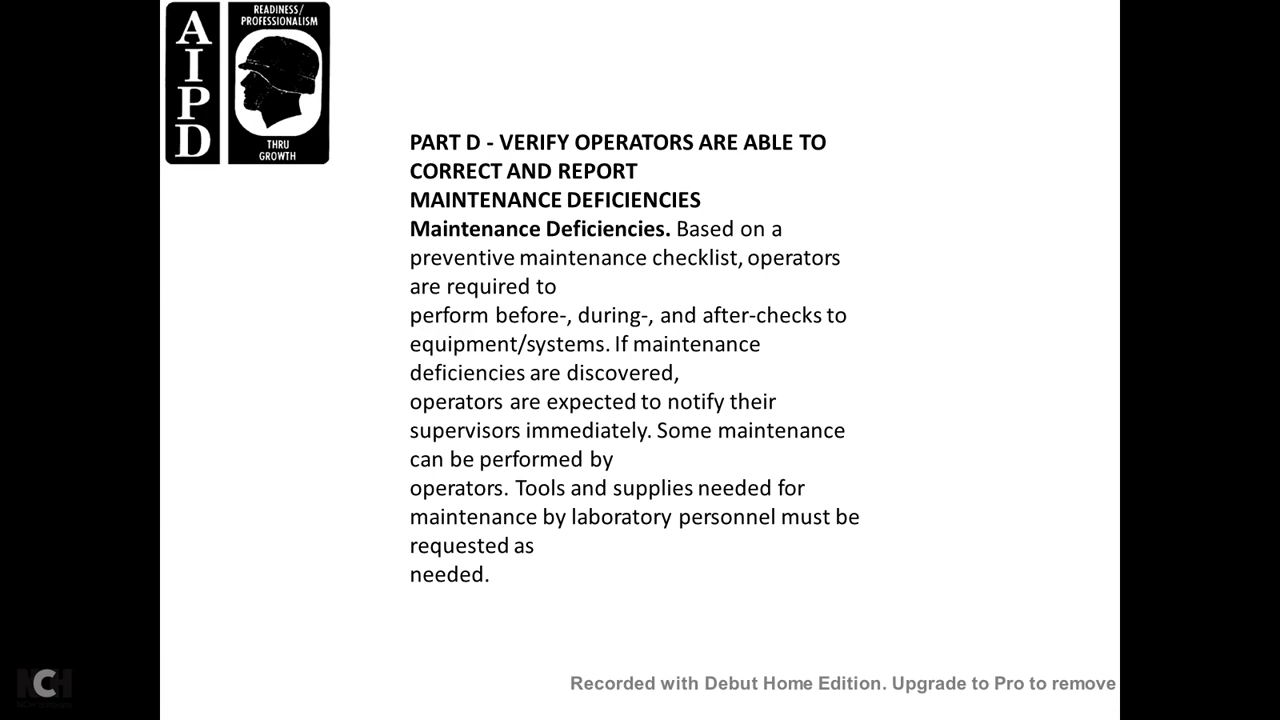 AIPD
READINESS/
PROFESSIONALISM
THRU
GROWTH
PART D - VERIFY OPERATORS ARE ABLE TO
CORRECT AND REPORT
MAINTENANCE DEFICIENCIES
Maintenance Deficiencies. Based on a
preventive maintenance checklist, operators
are required to
perform before-, during-, and after-checks to
equipment/systems. If maintenance
deficiencies are discovered,
operators are expected to notify their
supervisors immediately. Some maintenance
can be performed by
operators. Tools and supplies needed for
maintenance by laboratory personnel must be
requested as
needed.
NCH
Recorded with Debut Home Edition. Upgrade to Pro to remove